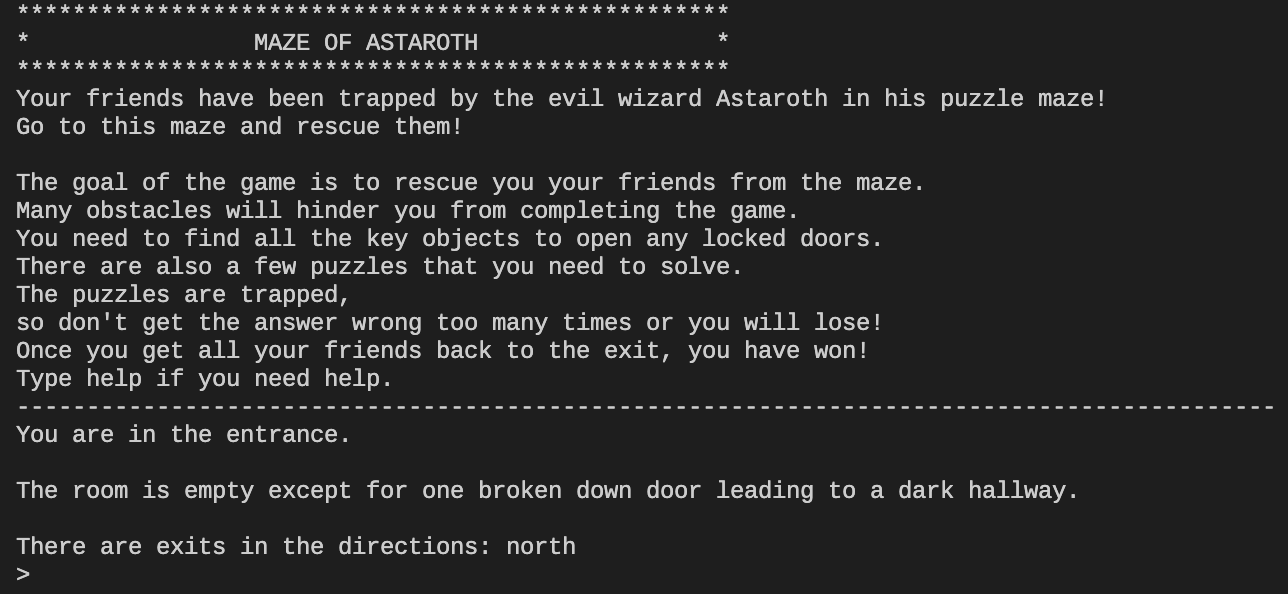 ***************************************************
*                MAZE OF ASTAROTH                 *
***************************************************
Your friends have been trapped by the evil wizard Astaroth in his puzzle maze!
Go to this maze and rescue them!

The goal of the game is to rescue you your friends from the maze.
Many obstacles will hinder you from completing the game.
You need to find all the key objects to open any locked doors.
There are also a few puzzles that you need to solve.
The puzzles are trapped,
so don't get the answer wrong too many times or you will lose!
Once you get all your friends back to the exit, you have won!
Type help if you need help.
------------------------------------------------------------------------------------------
You are in the entrance.

The room is empty except for one broken down door leading to a dark hallway.

There are exits in the directions: north
>